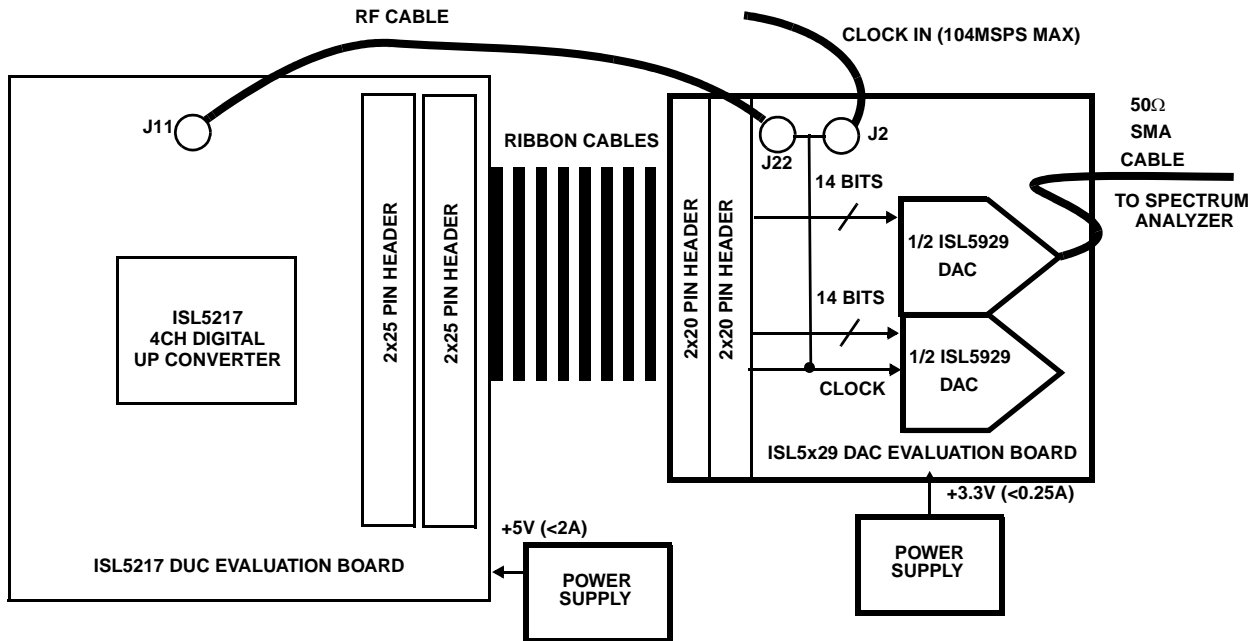 RF CABLE
CLOCK IN (104MSPS MAX)
J11
2x25 PIN HEADER
2x25 PIN HEADER
RIBBON CABLES
2x20 PIN HEADER
2x20 PIN HEADER
J22
J2
50Ω
SMA
CABLE
TO SPECTRUM
ANALYZER
14 BITS
1/2 ISL5929
DAC
14 BITS
1/2 ISL5929
DAC
CLOCK
ISL5217
4CH DIGITAL
UP CONVERTER
ISL5x29 DAC EVALUATION BOARD
+3.3V (<0.25A)
POWER
SUPPLY
+5V (<2A)
POWER
SUPPLY
ISL5217 DUC EVALUATION BOARD